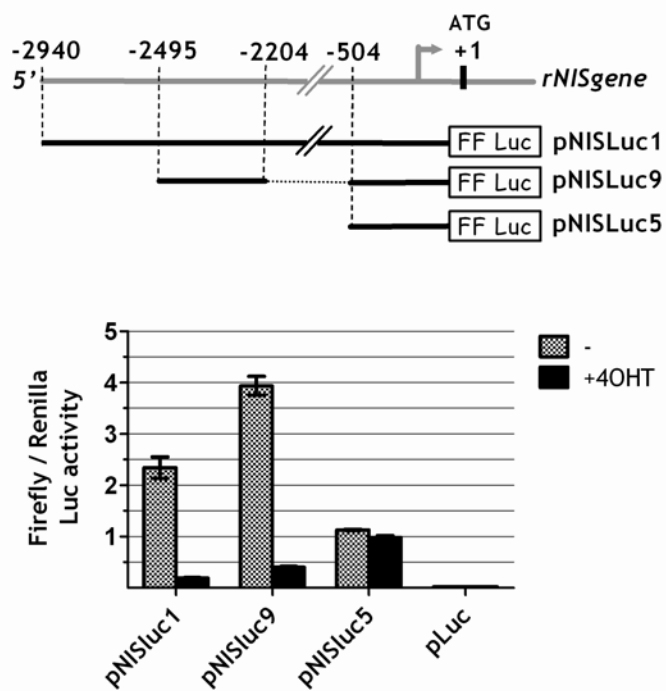 ATG
-2940 -2495 -2204 -504 +1
5' rNISgene
FF Luc pNISLuc1
FF Luc pNISLuc9
FF Luc pNISLuc5
5
4
3
2
1
Firefly / Renilla
Luc activity
-
+4OHT
pNISluc1
pNISluc9
pNISluc5
pLuc